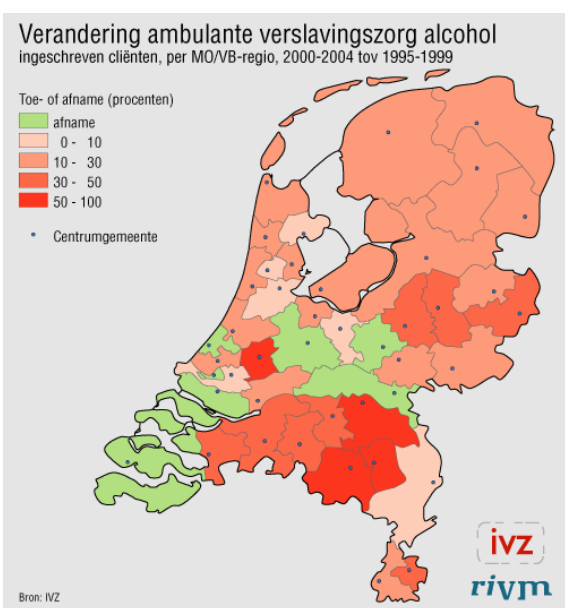 Verandering ambulante verslavingszorg alcohol
ingeschreven cliënten, per MO/VB-regio, 2000-2004 tov 1995-1999
Toe- of afname (procenten)
afname
0 - 10
10 - 30
30 - 50
50 - 100
Centrumgemeente
ivz
rivm
Bron: IVZ